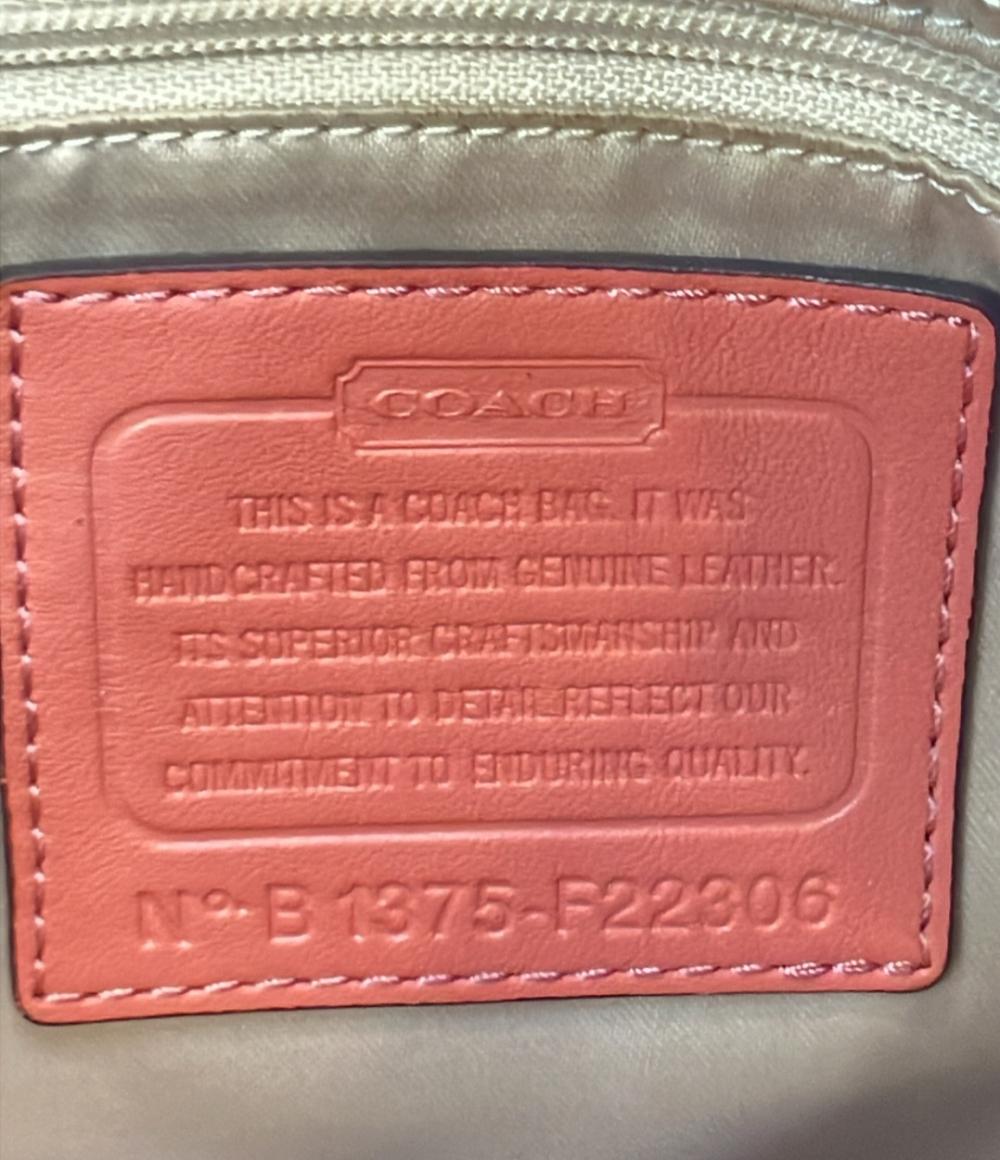 COACH
THIS IS A COACH BAG. IT WAS
HANDCRAFTED FROM GENUINE LEATHER.
ITS SUPERIOR CRAFTSMANSHIP AND
ATTENTION TO DETAIL REFLECT OUR
COMMITMENT TO ENDURING QUALITY.
Nº. B 1375-F22306